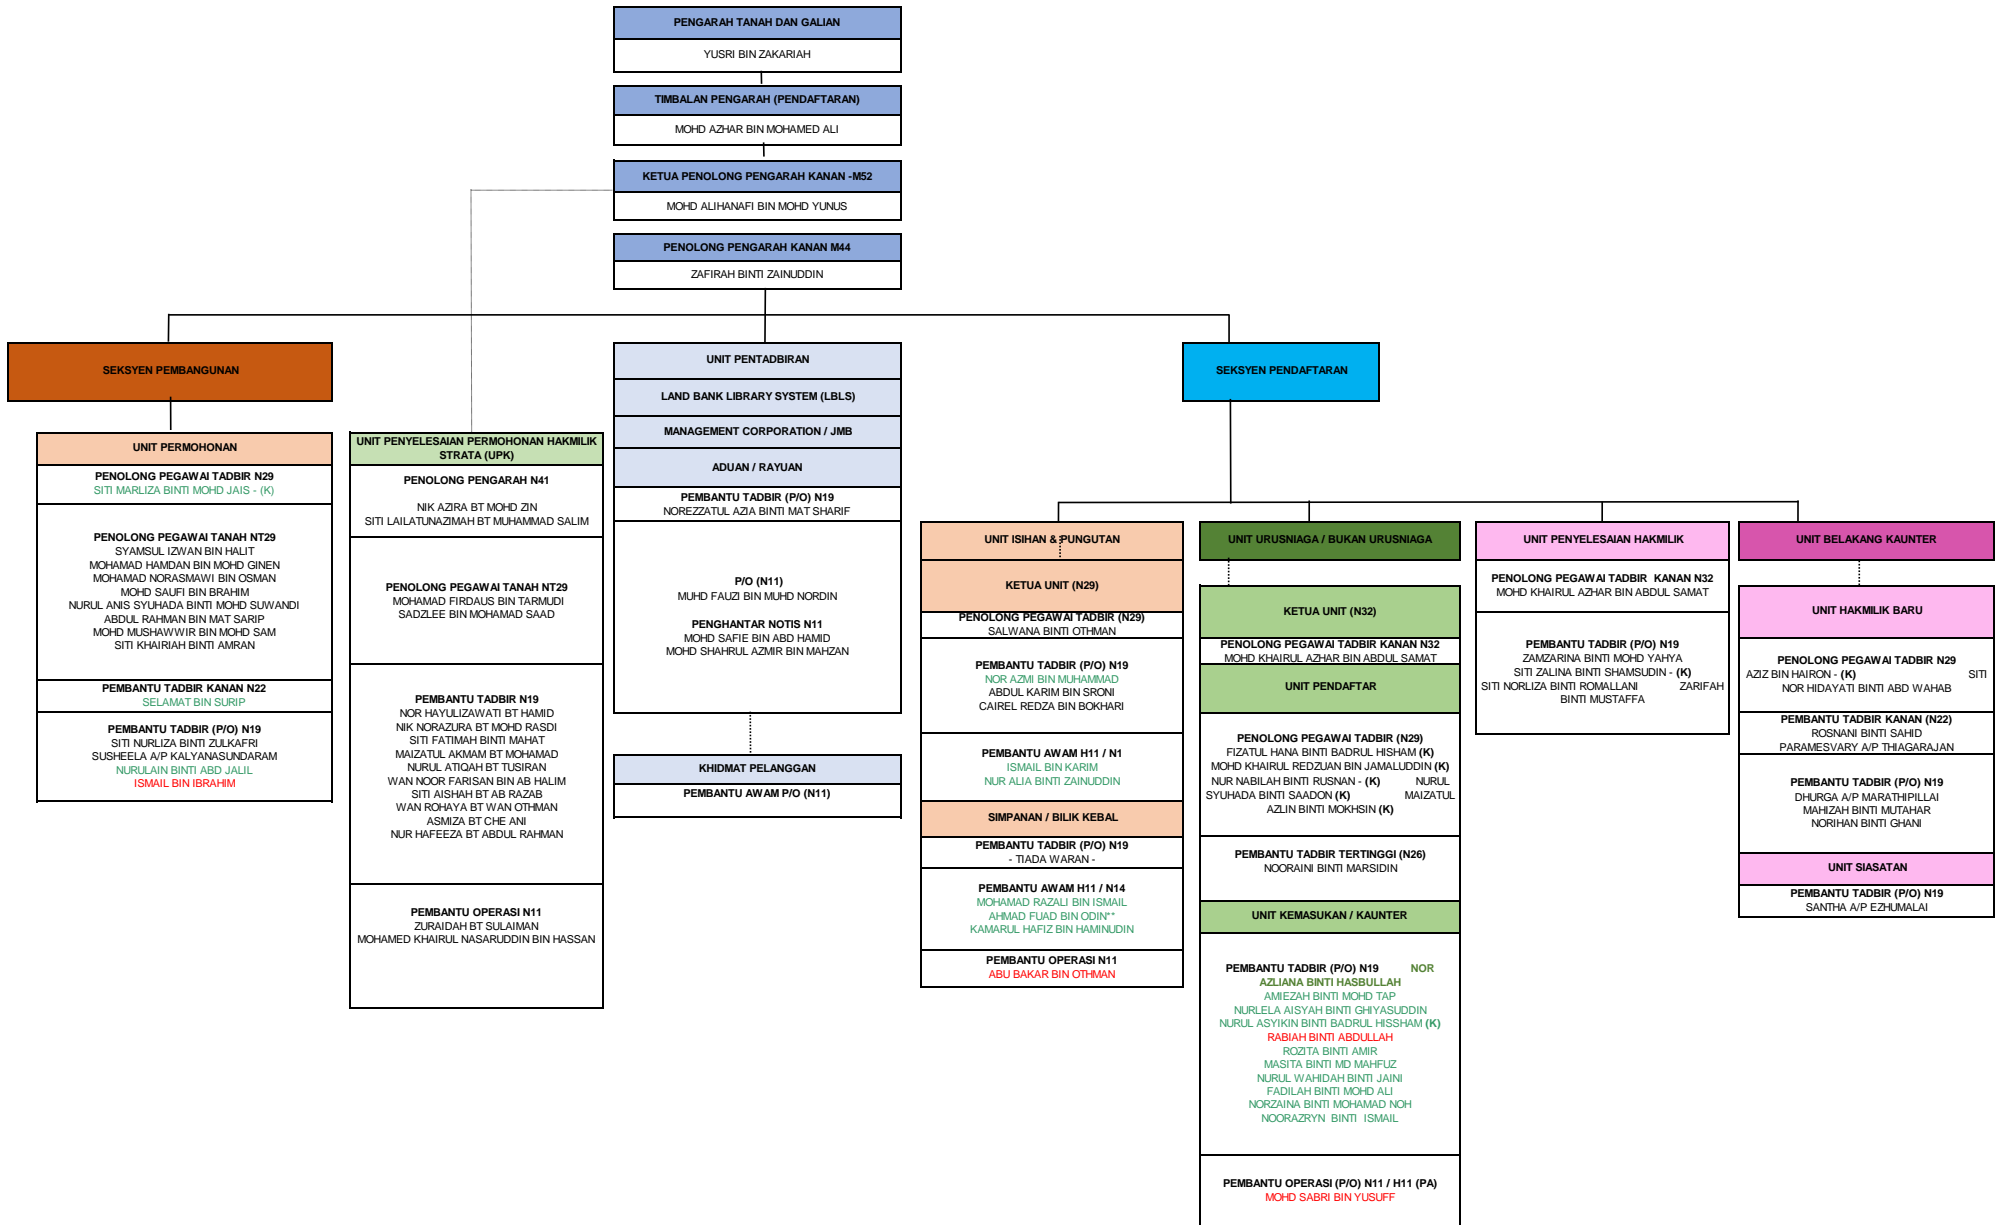 PENGARAH TANAH DAN GALIAN
YUSRI BIN ZAKARIAH
TIMBALAN PENGARAH (PENDAFTARAN)
MOHD AZHAR BIN MOHAMED ALI
KETUA PENOLONG PENGARAH KANAN -M52
MOHD ALIHANAFI BIN MOHD YUNUS
PENOLONG PENGARAH KANAN M44
ZAFIRAH BINTI ZAINUDDIN
SEKSYEN PEMBANGUNAN
UNIT PERMOHONAN
PENOLONG PEGAWAI TADBIR N29
SITI MARLIZA BINTI MOHD JAIS - (K)
PENOLONG PEGAWAI TANAH NT29
SYAMSUL IZWAN BIN HALIT
MOHAMAD HAMDAN BIN MOHD GINEN
MOHAMAD NORASMAWI BIN OSMAN
MOHD SAUFI BIN BRAHIM
NURUL ANIS SYUHADA BINTI MOHD SUWANDI
ABDUL RAHMAN BIN MAT SARIP
MOHD MUSHAWWIR BIN MOHD SAM
SITI KHAIRIAH BINTI AMRAN
PEMBANTU TADBIR KANAN N22
SELAMAT BIN SURIP
PEMBANTU TADBIR (P/O) N19
SITI NURLIZA BINTI ZULKAFRI
SUSHEELA A/P KALYANASUNDARAM
NURULAIN BINTI ABD JALIL
ISMAIL BIN IBRAHIM
UNIT PENYELESAIAN PERMOHONAN HAKMILIK
STRATA (UPK)
PENOLONG PENGARAH N41
NIK AZIRA BT MOHD ZIN
SITI LAILATUNAZIMAH BT MUHAMMAD SALIM
PENOLONG PEGAWAI TANAH NT29
MOHAMAD FIRDAUS BIN TARMUDI
SADZLEE BIN MOHAMAD SAAD
PEMBANTU TADBIR N19
NOR HAYULIZAWATI BT HAMID
NIK NORAZURA BT MOHD RASDI
SITI FATIMAH BINTI MAHAT
MAIZATUL AKMAM BT MOHAMAD
NURUL ATIQAH BT TUSIRAN
WAN NOOR FARISAN BIN AB HALIM
SITI AISHAH BT AB RAZAB
WAN ROHAYA BT WAN OTHMAN
ASMIZA BT CHE ANI
NUR HAFEEZA BT ABDUL RAHMAN
PEMBANTU OPERASI N11
ZURAIDAH BT SULAIMAN
MOHAMED KHAIRUL NASARUDDIN BIN HASSAN
UNIT PENTADBIRAN
LAND BANK LIBRARY SYSTEM (LBLS)
MANAGEMENT CORPORATION / JMB
ADUAN / RAYUAN
PEMBANTU TADBIR (P/O) N19
NOREZZATUL AZIA BINTI MAT SHARIF
P/O (N11)
MUHD FAUZI BIN MUHD NORDIN
PENGHANTAR NOTIS N11
MOHD SAFIE BIN ABD HAMID
MOHD SHAHRUL AZMIR BIN MAHZAN
KHIDMAT PELANGGAN
PEMBANTU AWAM P/O (N11)
SEKSYEN PENDAFTARAN
UNIT ISIHAN & PUNGUTAN
KETUA UNIT (N29)
PENOLONG PEGAWAI TADBIR (N29)
SALWANA BINTI OTHMAN
PEMBANTU TADBIR (P/O) N19
NOR AZMI BIN MUHAMMAD
ABDUL KARIM BIN SRONI
CAIREL REDZA BIN BOKHARI
PEMBANTU AWAM H11 / N1
ISMAIL BIN KARIM
NUR ALIA BINTI ZAINUDDIN
SIMPANAN / BILIK KEBAL
PEMBANTU TADBIR (P/O) N19
- TIADA WARAN -
PEMBANTU AWAM H11 / N14
MOHAMAD RAZALI BIN ISMAIL
AHMAD FUAD BIN ODIN**
KAMARUL HAFIZ BIN HAMINUDIN
PEMBANTU OPERASI N11
ABU BAKAR BIN OTHMAN
UNIT URUSNIAGA / BUKAN URUSNIAGA
KETUA UNIT (N32)
PENOLONG PEGAWAI TADBIR KANAN N32
MOHD KHAIRUL AZHAR BIN ABDUL SAMAT
UNIT PENDAFTAR
PENOLONG PEGAWAI TADBIR (N29)
FIZATUL HANA BINTI BADRUL HISHAM (K)
MOHD KHAIRUL REDZUAN BIN JAMALUDDIN (K)
NUR NABILAH BINTI RUSNAN - (K) NURUL
SYUHADA BINTI SAADON (K) MAIZATUL
AZLIN BINTI MOKHSIN (K)
PEMBANTU TADBIR TERTINGGI (N26)
NOORAINI BINTI MARSIDIN
UNIT KEMASUKAN / KAUNTER
PEMBANTU TADBIR (P/O) N19 NOR
AZLIANA BINTI HASBULLAH
AMIEZAH BINTI MOHD TAP
NURLELA AISYAH BINTI GHIYASUDDIN
NURUL ASYIKIN BINTI BADRUL HISSHAM (K)
RABIAH BINTI ABDULLAH
ROZITA BINTI AMIR
MASITA BINTI MD MAHFUZ
NURUL WAHIDAH BINTI JAINI
FADILAH BINTI MOHD ALI
NORZAINA BINTI MOHAMAD NOH
NOORAZRYN BINTI ISMAIL
PEMBANTU OPERASI (P/O) N11 / H11 (PA)
MOHD SABRI BIN YUSUFF
UNIT PENYELESAIAN HAKMILIK
PENOLONG PEGAWAI TADBIR KANAN N32
MOHD KHAIRUL AZHAR BIN ABDUL SAMAT
PEMBANTU TADBIR (P/O) N19
ZAMZARINA BINTI MOHD YAHYA
SITI ZALINA BINTI SHAMSUDIN - (K)
SITI NORLIZA BINTI ROMALLANI ZARIFAH
BINTI MUSTAFFA
UNIT BELAKANG KAUNTER
UNIT HAKMILIK BARU
PENOLONG PEGAWAI TADBIR N29
AZIZ BIN HAIRON - (K) SITI
NOR HIDAYATI BINTI ABD WAHAB
PEMBANTU TADBIR KANAN (N22)
ROSNANI BINTI SAHID
PARAMESVARY A/P THIAGARAJAN
PEMBANTU TADBIR (P/O) N19
DHURGA A/P MARATHIPILLAI
MAHIZAH BINTI MUTAHAR
NORIHAN BINTI GHANI
UNIT SIASATAN
PEMBANTU TADBIR (P/O) N19
SANTHA A/P EZHUMALAI